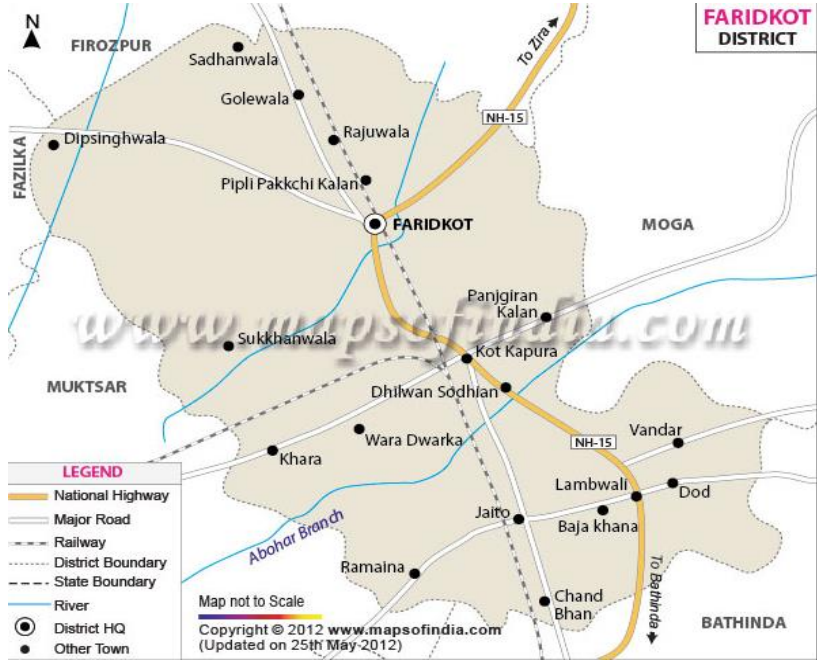 N
FIROZPUR
FARIDKOT
DISTRICT
To Zira
Sadhanwala
Golewala
NH-15
Rajuwala
Dipsinghwala
FAZILKA
Pipli Pakkchi Kalan
FARIDKOT
MOGA
Panjgiran
Kalan
www.mapsofindia.com
Sukkhanwala
Kot Kapura
MUKTSAR
Dhilwan Sodhian
Wara Dwarka
NH-15
Vandar
Khara
LEGEND
National Highway
Major Road
Railway
District Boundary
State Boundary
River
District HQ
Other Town
Lambwali
Dod
Jaito
Baja khana
Abohar Branch
Ramaina
To Bathinda
Chand
Bhan
BATHINDA
Map not to Scale
Copyright © 2012 www.mapsofindia.com
(Updated on 25th May-2012)